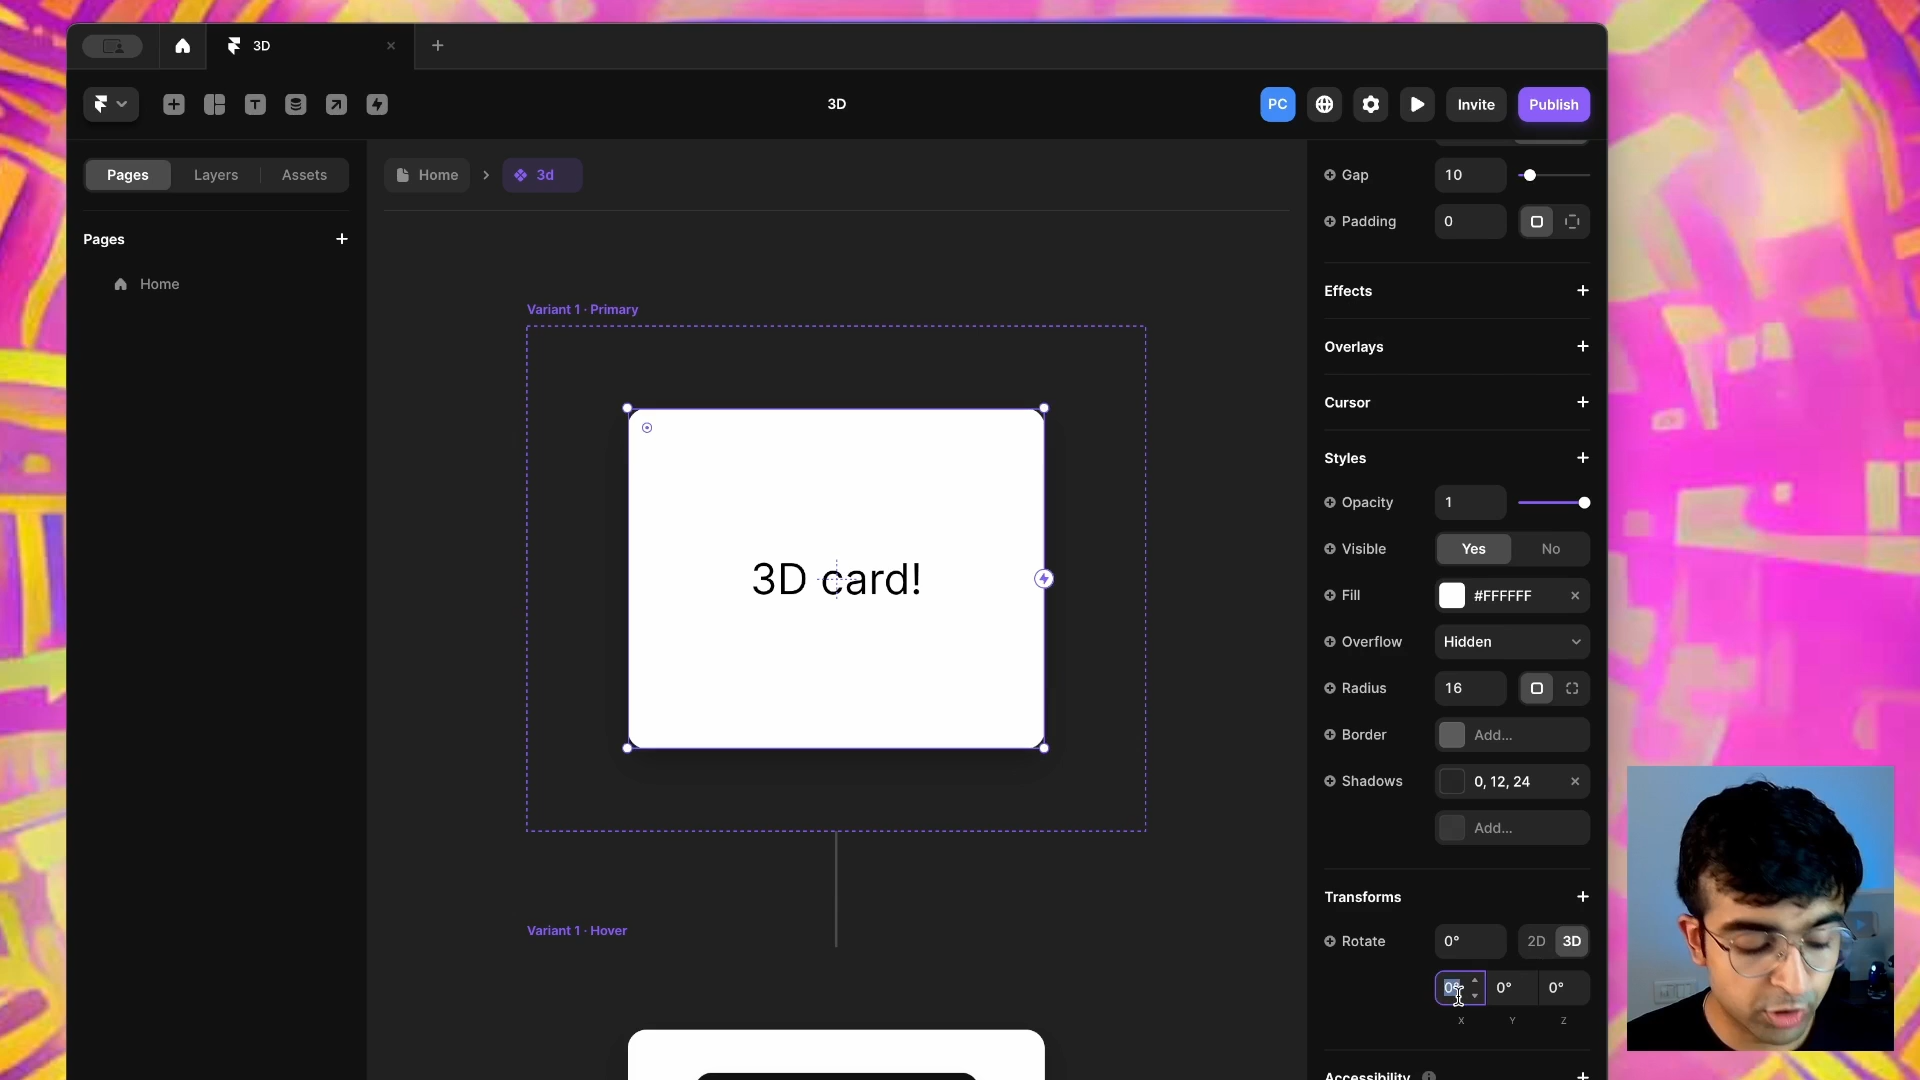 3D
3D
PC
Invite
Publish
Pages
Layers
Assets
Home
3d
Pages
Home
Variant 1 · Primary
3D card!
Variant 1 · Hover
Gap
10
Padding
0
Effects
Overlays
Cursor
Styles
Opacity
1
Visible
Yes
No
Fill
#FFFFFF
Overflow
Hidden
Radius
16
Border
Add...
Shadows
0, 12, 24
Add...
Transforms
Rotate
0°
2D
3D
0°
0°
0°
X
Y
Z
Accessibility